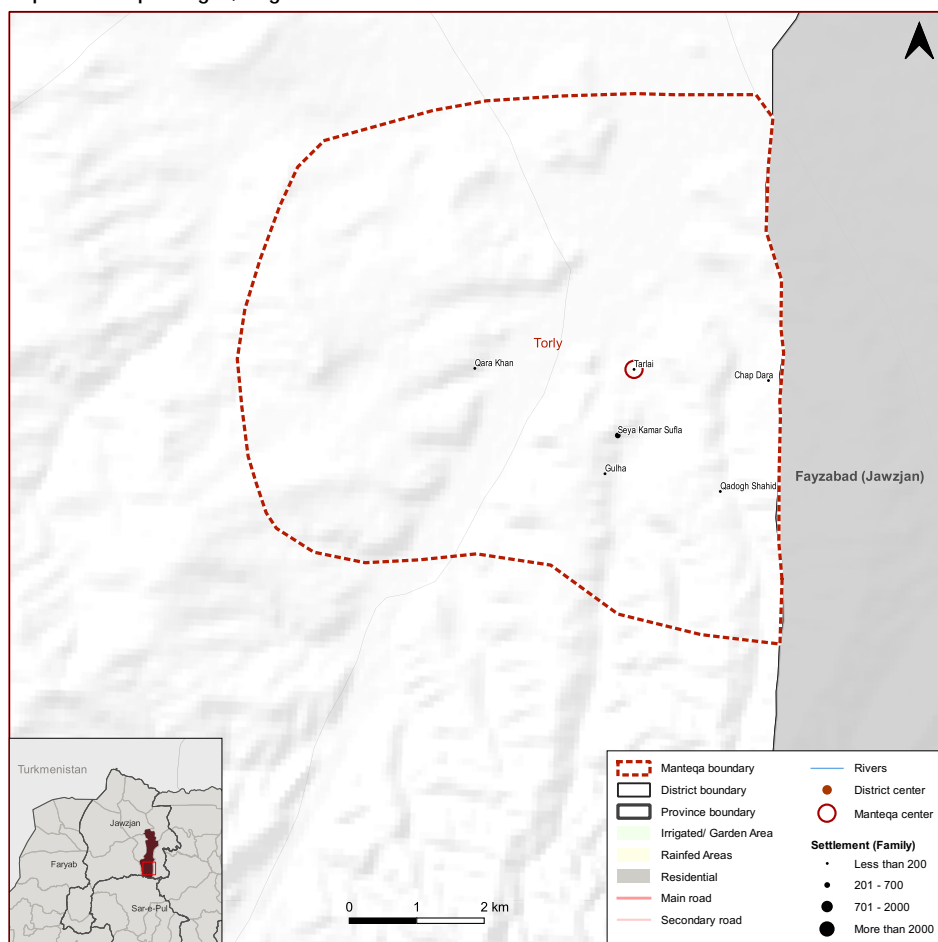 Torly
Qara Khan
Tarlai
Chap Dara
Seya Kamar Sufla
Gulha
Qadogh Shahid
Fayzabad (Jawzjan)
Turkmenistan
Jawzjan
Faryab
Sar-e-Pul
0 1 2 km
Manteqa boundary
District boundary
Province boundary
Irrigated/ Garden Area
Rainfed Areas
Residential
Main road
Secondary road
Rivers
District center
Manteqa center
Settlement (Family)
Less than 200
201 - 700
701 - 2000
More than 2000